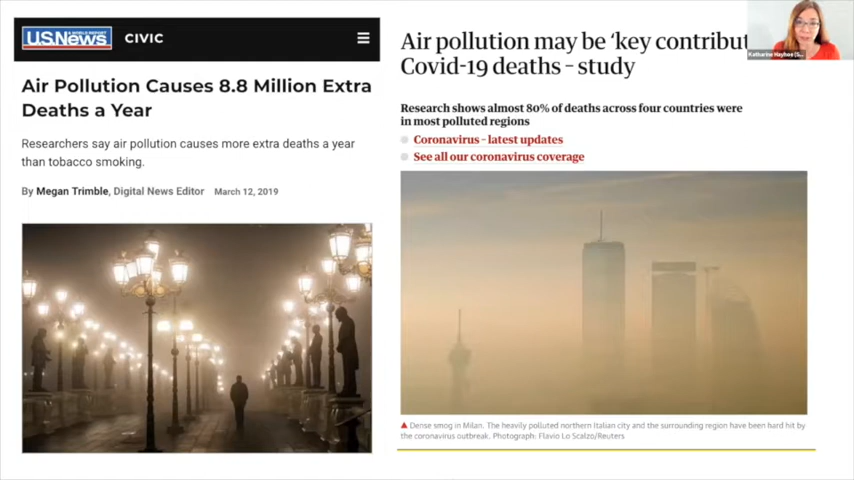 U.S.News
CIVIC
Air Pollution Causes 8.8 Million Extra
Deaths a Year
Researchers say air pollution causes more extra deaths a year
than tobacco smoking.
By Megan Trimble, Digital News Editor March 12, 2019
Air pollution may be ‘key contribut
Covid-19 deaths – study
Research shows almost 80% of deaths across four countries were
in most polluted regions
Coronavirus – latest updates
See all our coronavirus coverage
Dense smog in Milan. The heavily polluted northern Italian city and the surrounding region have been hard hit by
the coronavirus outbreak. Photograph: Flavio Lo Scalzo/Reuters
Katharine Hayhoe